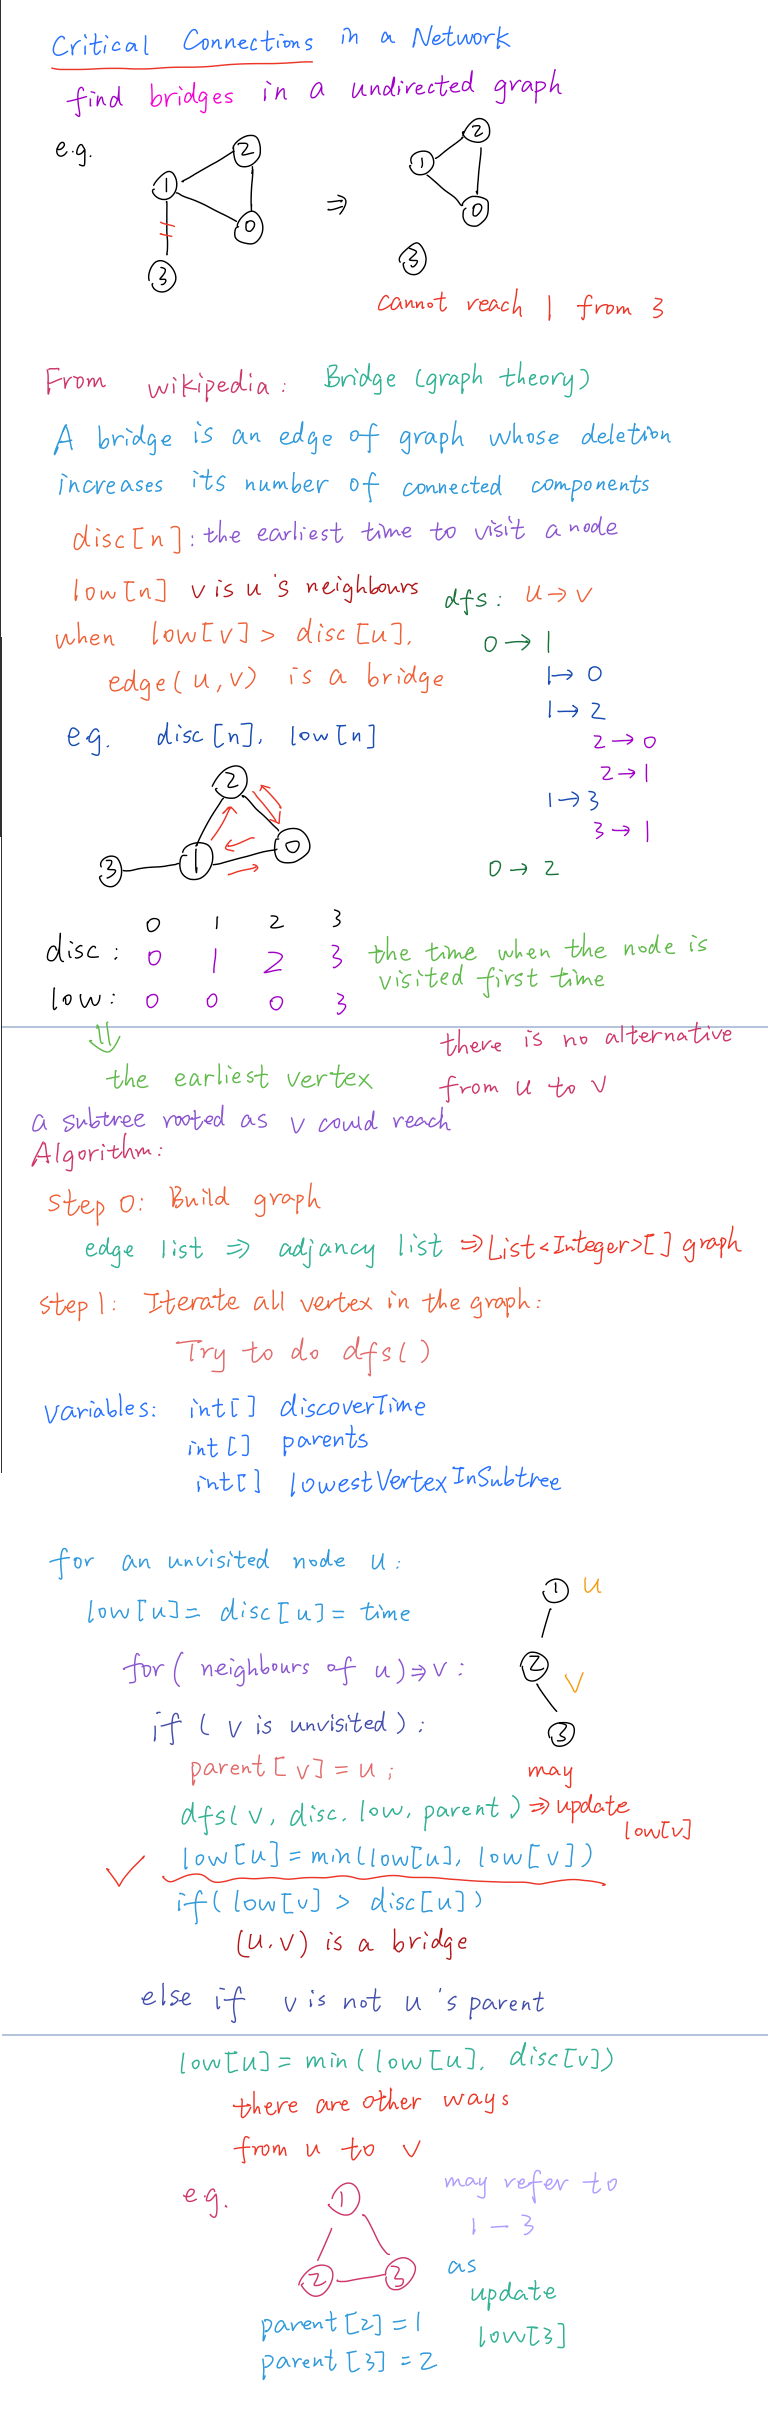 Critical Connections in a Network
find bridges in a undirected graph
e.g.
1 2 0 3 ⇒ 1 2 0 3
cannot reach 1 from 3
From wikipedia: Bridge (graph theory)
A bridge is an edge of graph whose deletion
increases its number of connected components
disc[n]: the earliest time to visit a node
low[n] v is u's neighbours
when low[v] > disc[u],
edge(u, v) is a bridge
dfs: u → v
0 → 1
1 → 0
1 → 2
2 → 0
2 → 1
1 → 3
3 → 1
0 → 2
e.g. disc[n], low[n]
2
3 1 0
0 1 2 3
disc: 0 1 2 3
low: 0 0 0 3
the time when the node is
visited first time
⇓
the earliest vertex
a subtree rooted as v could reach
there is no alternative
from u to v
Algorithm:
Step 0: Build graph
edge list ⇒ adjancy list ⇒ List<Integer>[] graph
step 1: Iterate all vertex in the graph:
Try to do dfs()
variables: int[] discoverTime
int[] parents
int[] lowestVertexInSubtree
for an unvisited node u:
low[u] = disc[u] = time
for( neighbours of u) ⇒ v:
if ( v is unvisited ):
parent[v] = u;
dfs(v, disc, low, parent) ⇒ may update low[v]
✓ low[u] = min(low[u], low[v])
if( low[v] > disc[u])
(u, v) is a bridge
1 u
2 v
3
else if v is not u's parent
low[u] = min(low[u], disc[v])
there are other ways
from u to v
e.g.
1
2 3
parent[2] = 1
parent[3] = 2
may refer to
1 - 3
as
update
low[3]